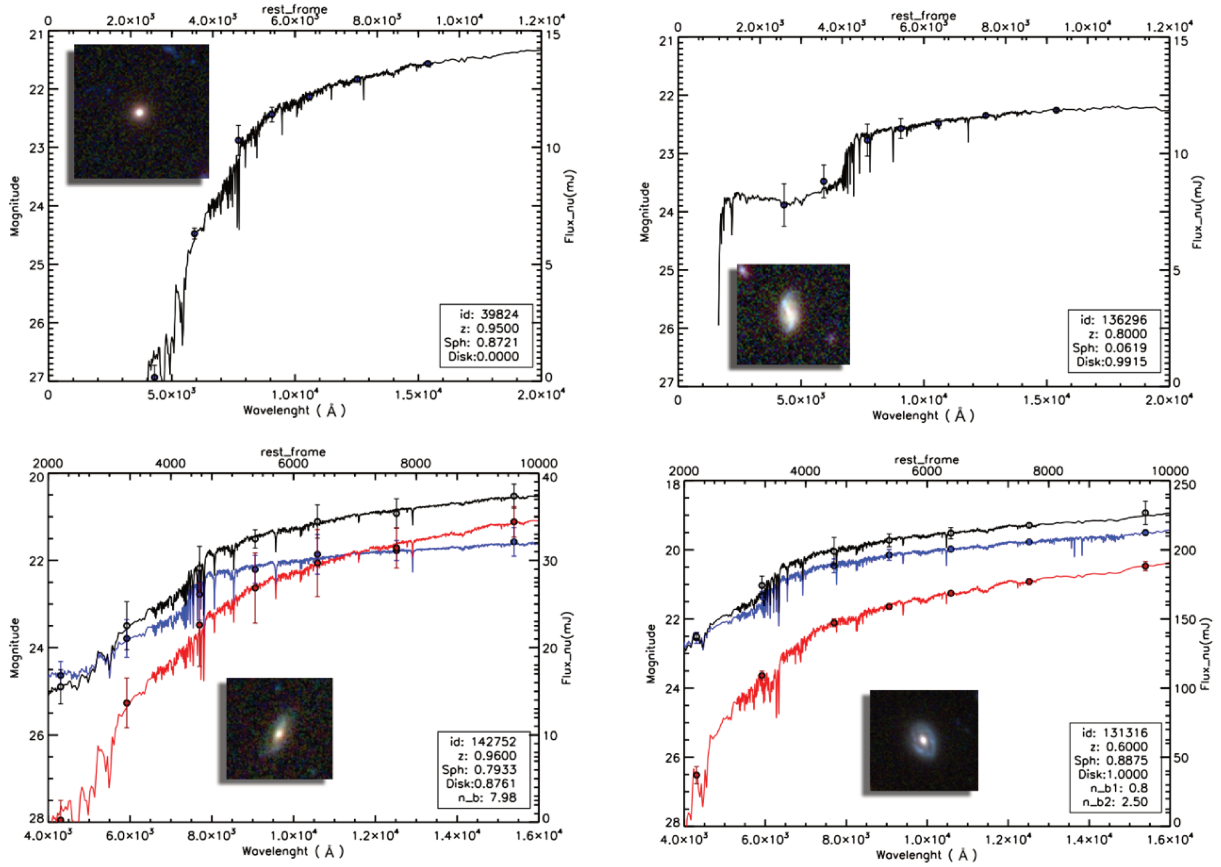 rest_frame
0 2.0×10³ 4.0×10³ 6.0×10³ 8.0×10³ 1.0×10⁴
21 22 23 24 25 26 27
Magnitude
15 10 5 0
Flux_nu(mJ)
id: 39824
z: 0.9500
Sph: 0.8721
Disk:0.0000
0 5.0×10³ 1.0×10⁴ 1.5×10⁴ 2.0×10⁴
Wavelenght ( Å )
rest_frame
0 2.0×10³ 4.0×10³ 6.0×10³ 8.0×10³ 1.0×10⁴ 1.2×10⁴
21 22 23 24 25 26 27
Magnitude
15 10 5 0
Flux_nu(mJ)
id: 136296
z: 0.8000
Sph: 0.0619
Disk:0.9915
0 5.0×10³ 1.0×10⁴ 1.5×10⁴ 2.0×10⁴
Wavelenght ( Å )
rest_frame
2000 4000 6000 8000 10000
20 22 24 26 28
Magnitude
40 30 20 10 0
Flux_nu(mJ)
id: 142752
z: 0.9600
Sph: 0.7933
Disk:0.8761
n_b: 7.98
4.0×10³ 6.0×10³ 8.0×10³ 1.0×10⁴ 1.2×10⁴ 1.4×10⁴ 1.6×10⁴
Wavelenght ( Å )
rest_frame
2000 4000 6000 8000 10000
18 20 22 24 26 28
Magnitude
250 200 150 100 50 0
Flux_nu(mJ)
id: 131316
z: 0.6000
Sph: 0.8875
Disk:1.0000
n_b1: 0.8
n_b2: 2.50
4.0×10³ 6.0×10³ 8.0×10³ 1.0×10⁴ 1.2×10⁴ 1.4×10⁴ 1.6×10⁴
Wavelenght ( Å )